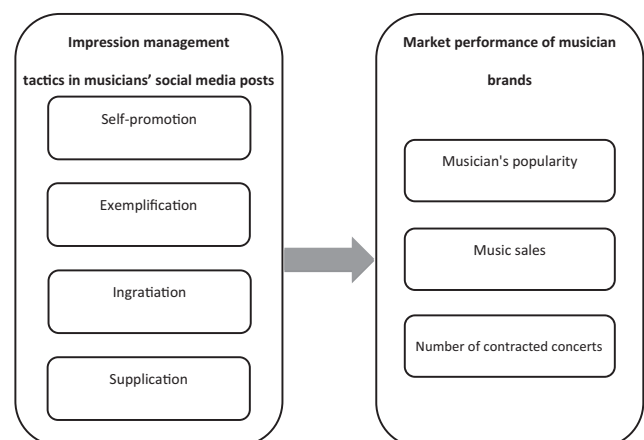 Impression management
tactics in musicians' social media posts
Self-promotion
Exemplification
Ingratiation
Supplication
Market performance of musician
brands
Musician's popularity
Music sales
Number of contracted concerts